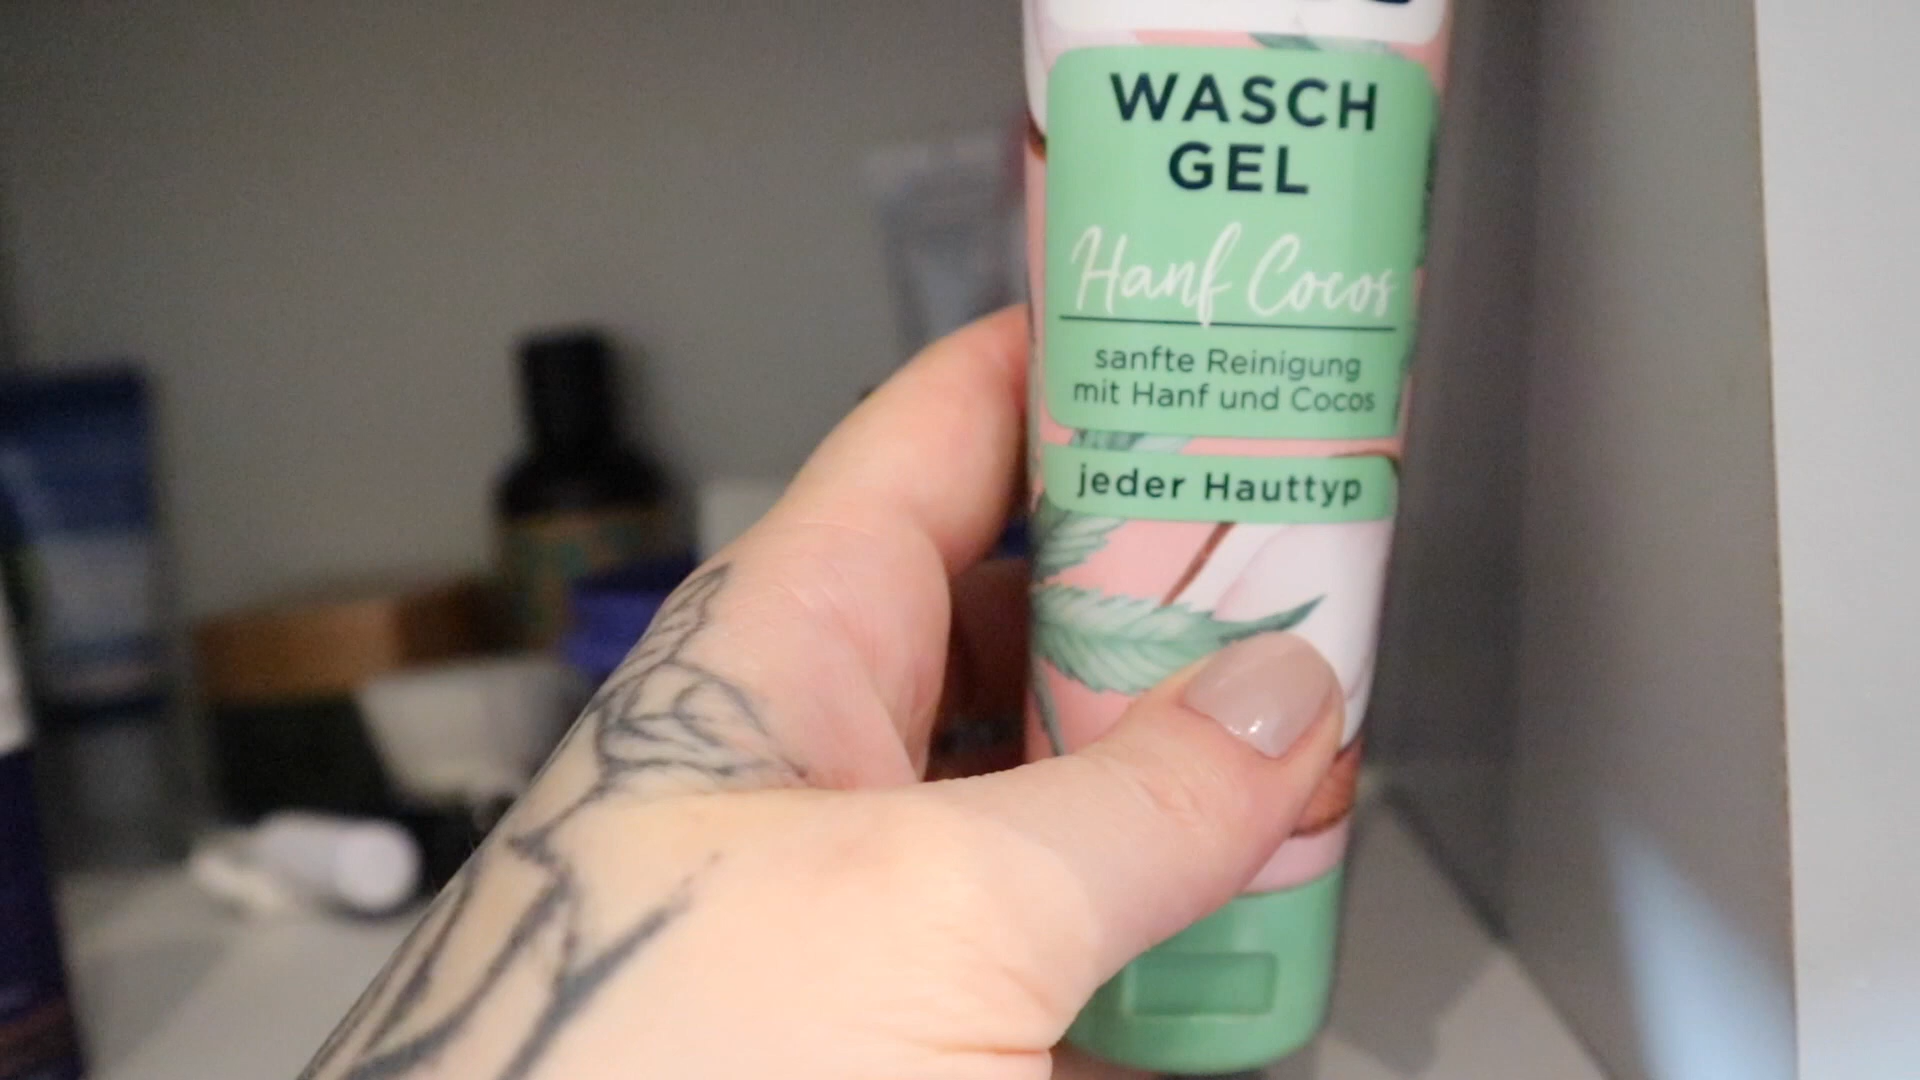 WASCH
GEL
Hanf Cocos
sanfte Reinigung
mit Hanf und Cocos
jeder Hauttyp